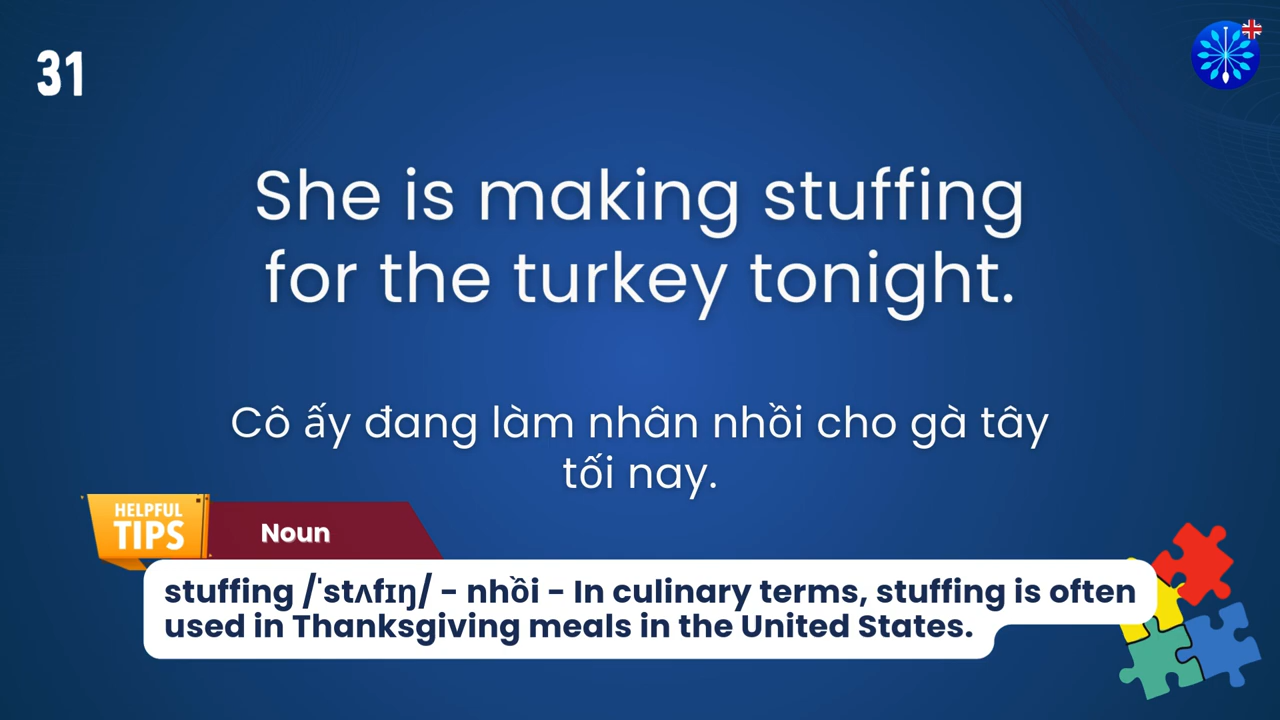 31
She is making stuffing
for the turkey tonight.
Cô ấy đang làm nhân nhồi cho gà tây
tối nay.
HELPFUL
TIPS
Noun
stuffing /ˈstʌfɪŋ/ - nhồi - In culinary terms, stuffing is often
used in Thanksgiving meals in the United States.